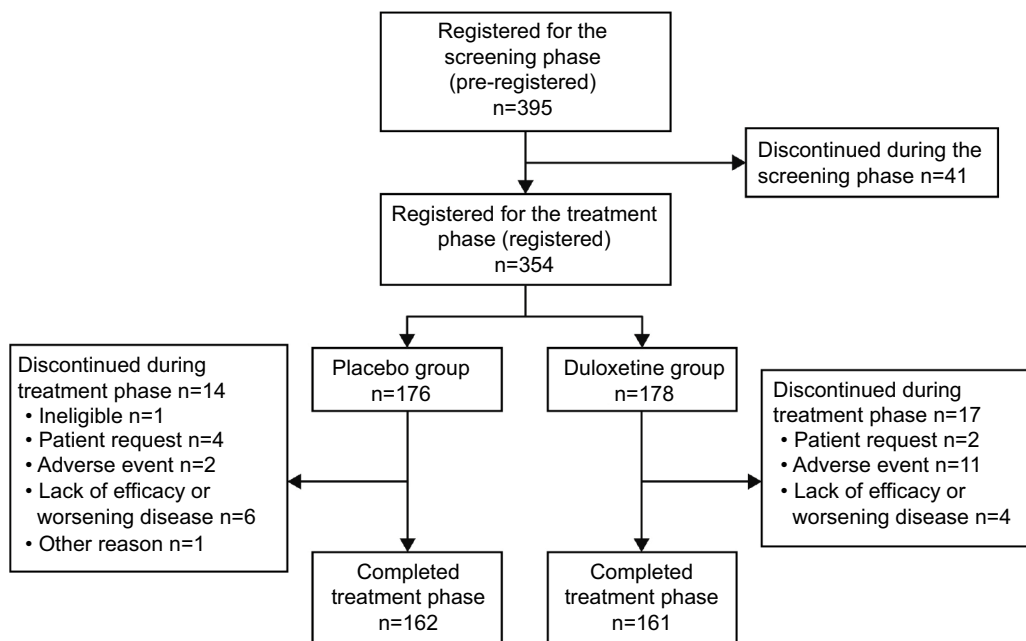 Registered for the
screening phase
(pre-registered)
n=395
Discontinued during the
screening phase n=41
Registered for the treatment
phase (registered)
n=354
Placebo group
n=176
Duloxetine group
n=178
Discontinued during
treatment phase n=14
• Ineligible n=1
• Patient request n=4
• Adverse event n=2
• Lack of efficacy or
worsening disease n=6
• Other reason n=1
Discontinued during
treatment phase n=17
• Patient request n=2
• Adverse event n=11
• Lack of efficacy or
worsening disease n=4
Completed
treatment phase
n=162
Completed
treatment phase
n=161